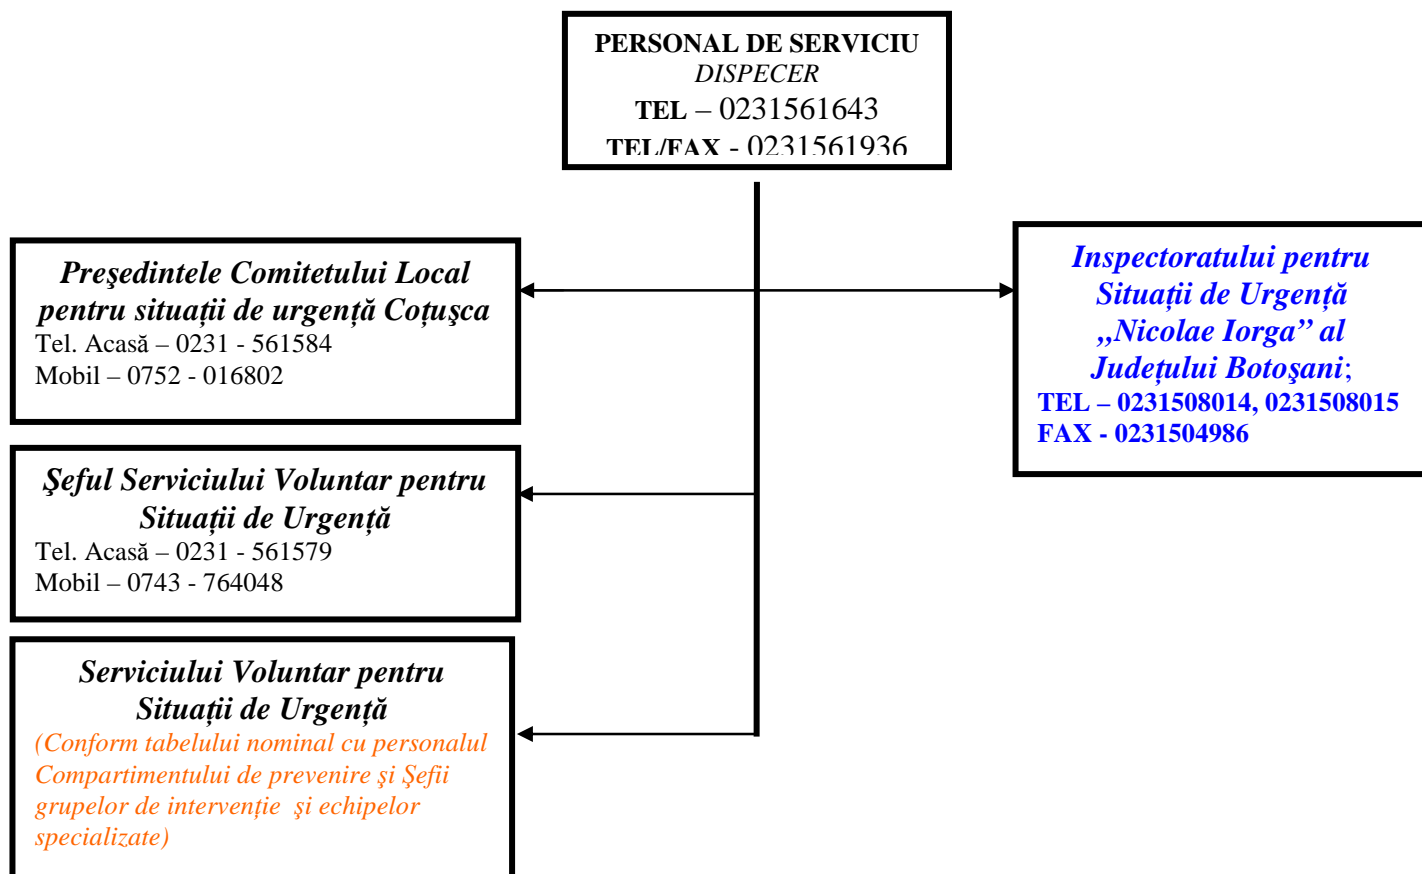 PERSONAL DE SERVICIU
DISPECER
TEL – 0231561643
TEL/FAX - 0231561936
Preşedintele Comitetului Local
pentru situații de urgență Coțuşca
Tel. Acasă – 0231 - 561584
Mobil – 0752 - 016802
Inspectoratului pentru
Situații de Urgență
„Nicolae Iorga” al
Județului Botoşani;
TEL – 0231508014, 0231508015
FAX - 0231504986
Şeful Serviciului Voluntar pentru
Situații de Urgență
Tel. Acasă – 0231 - 561579
Mobil – 0743 - 764048
Serviciului Voluntar pentru
Situații de Urgență
(Conform tabelului nominal cu personalul
Compartimentului de prevenire şi Şefii
grupelor de intervenție şi echipelor
specializate)